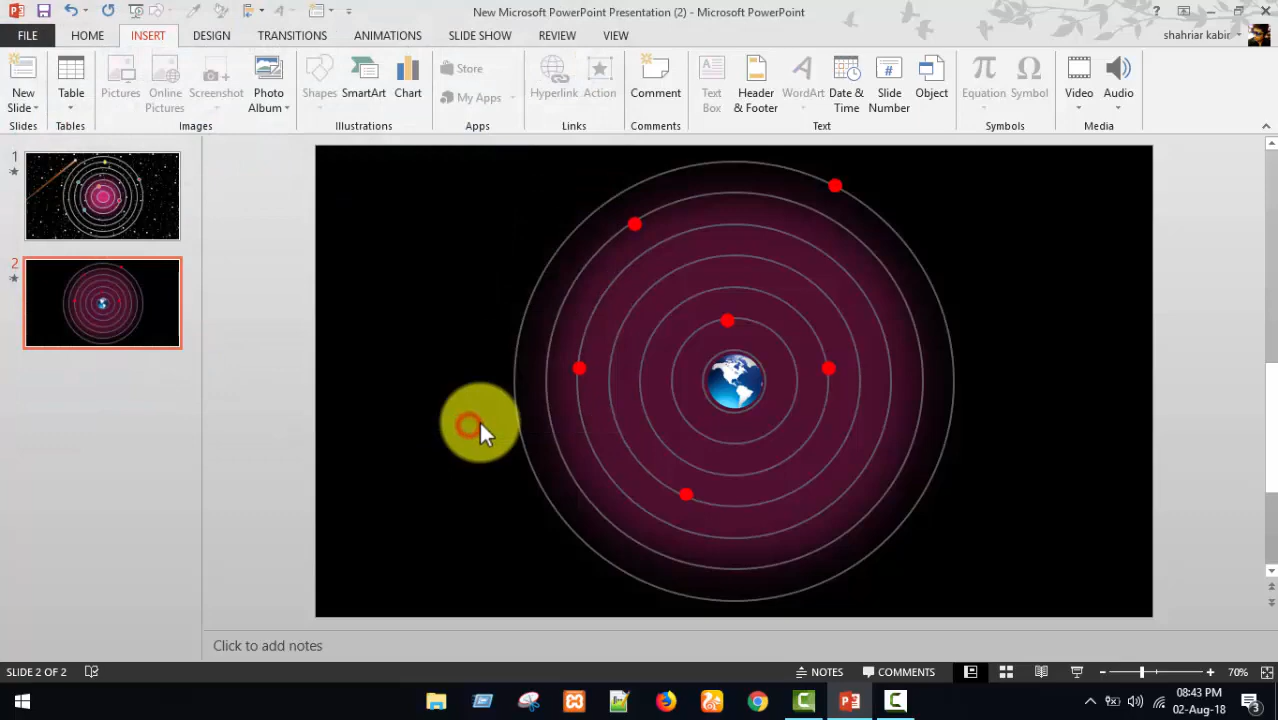 New Microsoft PowerPoint Presentation (2) - Microsoft PowerPoint
FILE HOME INSERT DESIGN TRANSITIONS ANIMATIONS SLIDE SHOW REVIEW VIEW shahriar kabir
New Slide Table Pictures Online Pictures Screenshot Photo Album Shapes SmartArt Chart Store My Apps Hyperlink Action Comment Text Box Header & Footer WordArt Date & Time Slide Number Object Equation Symbol Video Audio
Slides Tables Images Illustrations Apps Links Comments Text Symbols Media
1
2
Click to add notes
SLIDE 2 OF 2 NOTES COMMENTS 70%
08:43 PM
02-Aug-18
3